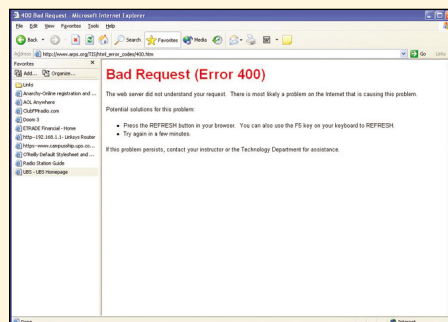 400 Bad Request - Microsoft Internet Explorer
File Edit View Favorites Tools Help
Back Search Favorites Media
Address http://www.arps.org/TIS/html_error_codes/400.htm Go Links
Favorites
Add... Organize...
Links
Anarchy-Online registration and ...
AOL Anywhere
ClubFMradio.com
Doom 3
ETRADE Financial - Home
http--192.168.1.1- Linksys Router
https--www.campusship.ups.co...
O'Reilly Default Stylesheet and ...
Radio Station Guide
UBS - UBS Homepage
Bad Request (Error 400)
The web server did not understand your request. There is most likely a problem on the Internet that is causing this problem.
Potential solutions for this problem:
• Press the REFRESH button in your browser. You can also use the F5 key on your keyboard to REFRESH.
• Try again in a few minutes.
If this problem persists, contact your instructor or the Technology Department for assistance.
Done Internet